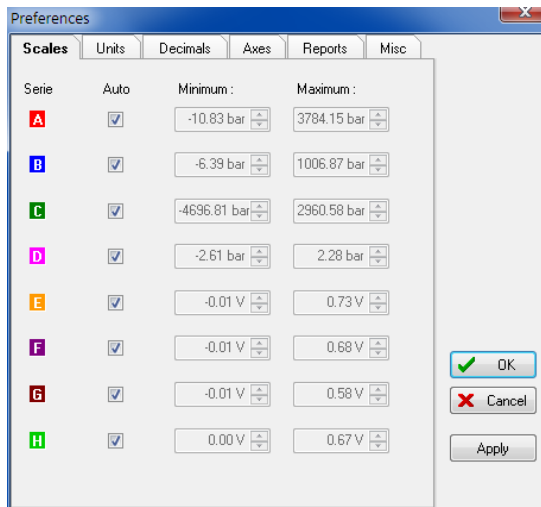 Preferences
Scales Units Decimals Axes Reports Misc
Serie Auto Minimum : Maximum :
A -10.83 bar 3784.15 bar
B -6.39 bar 1006.87 bar
C -4696.81 bar 2960.58 bar
D -2.61 bar 2.28 bar
E -0.01 V 0.73 V
F -0.01 V 0.68 V
OK
G -0.01 V 0.58 V
Cancel
H 0.00 V 0.67 V
Apply